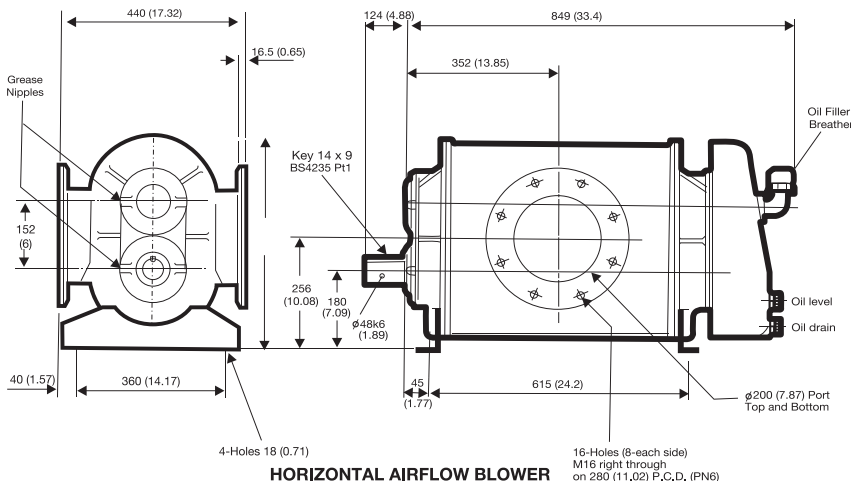 440 (17.32)
124 (4.88)
849 (33.4)
16.5 (0.65)
352 (13.85)
Grease
Nipples
Oil Filler
Breather
Key 14 x 9
BS4235 Pt1
152
(6)
256
(10.08)
180
(7.09)
ø48k6
(1.89)
Oil level
Oil drain
40 (1.57)
360 (14.17)
45
(1.77)
615 (24.2)
ø200 (7.87) Port
Top and Bottom
4-Holes 18 (0.71)
16-Holes (8-each side)
M16 right through
on 280 (11.02) P.C.D. (PN6)
HORIZONTAL AIRFLOW BLOWER